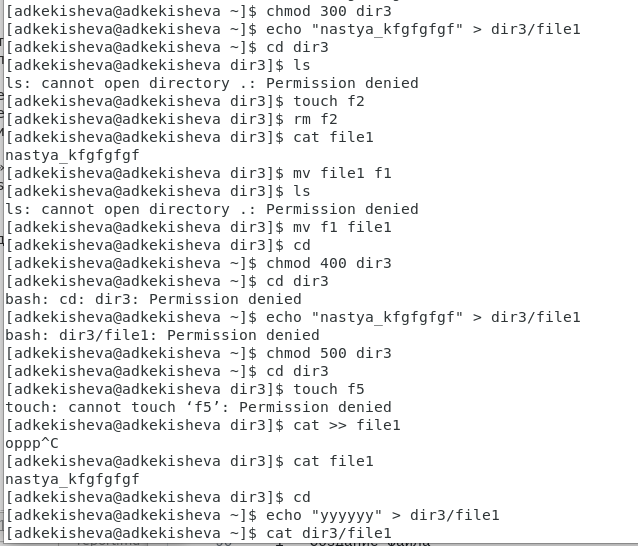 [adkekisheva@adkekisheva ~]$ chmod 300 dir3
[adkekisheva@adkekisheva ~]$ echo "nastya_kfgfgfgf" > dir3/file1
[adkekisheva@adkekisheva ~]$ cd dir3
[adkekisheva@adkekisheva dir3]$ ls
ls: cannot open directory .: Permission denied
[adkekisheva@adkekisheva dir3]$ touch f2
[adkekisheva@adkekisheva dir3]$ rm f2
[adkekisheva@adkekisheva dir3]$ cat file1
nastya_kfgfgfgf
[adkekisheva@adkekisheva dir3]$ mv file1 f1
[adkekisheva@adkekisheva dir3]$ ls
ls: cannot open directory .: Permission denied
[adkekisheva@adkekisheva dir3]$ mv f1 file1
[adkekisheva@adkekisheva dir3]$ cd
[adkekisheva@adkekisheva ~]$ chmod 400 dir3
[adkekisheva@adkekisheva ~]$ cd dir3
bash: cd: dir3: Permission denied
[adkekisheva@adkekisheva ~]$ echo "nastya_kfgfgfgf" > dir3/file1
bash: dir3/file1: Permission denied
[adkekisheva@adkekisheva ~]$ chmod 500 dir3
[adkekisheva@adkekisheva ~]$ cd dir3
[adkekisheva@adkekisheva dir3]$ touch f5
touch: cannot touch ‘f5’: Permission denied
[adkekisheva@adkekisheva dir3]$ cat >> file1
oppp^C
[adkekisheva@adkekisheva dir3]$ cat file1
nastya_kfgfgfgf
[adkekisheva@adkekisheva dir3]$ cd
[adkekisheva@adkekisheva ~]$ echo "yyyyyy" > dir3/file1
[adkekisheva@adkekisheva ~]$ cat dir3/file1